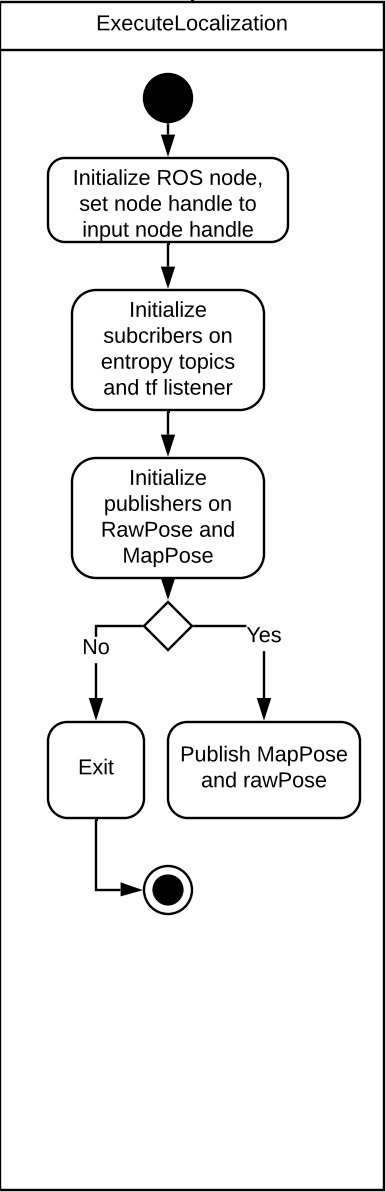 ExecuteLocalization
Initialize ROS node,
set node handle to
input node handle
Initialize
subcribers on
entropy topics
and tf listener
Initialize
publishers on
RawPose and
MapPose
No
Yes
Exit
Publish MapPose
and rawPose